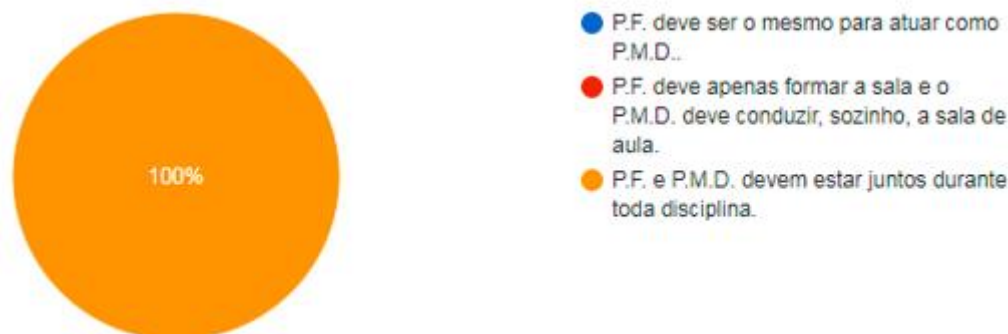 100%
P.F. deve ser o mesmo para atuar como
P.M.D..
P.F. deve apenas formar a sala e o
P.M.D. deve conduzir, sozinho, a sala de
aula.
P.F. e P.M.D. devem estar juntos durante
toda disciplina.